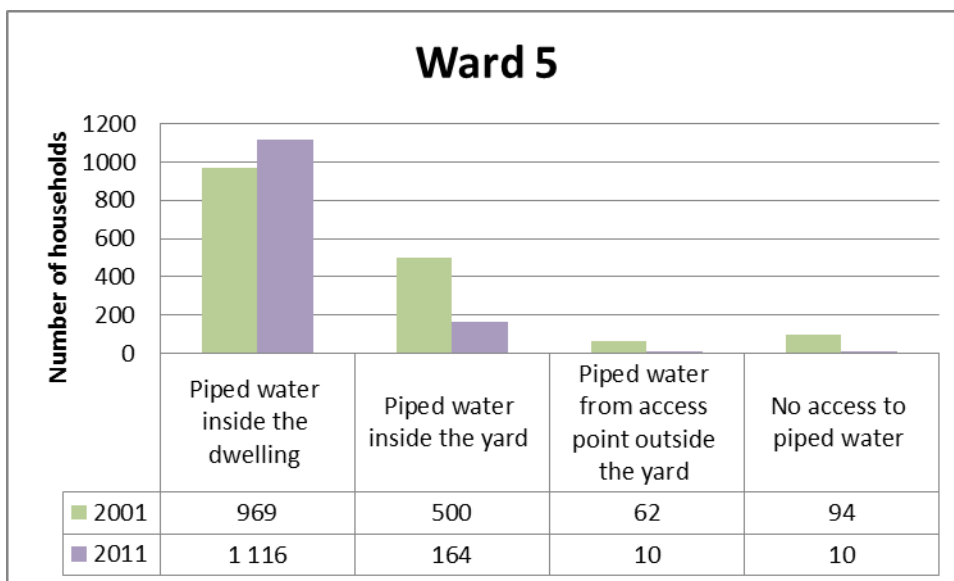 Ward 5
Number of households
1200
1000
800
600
400
200
0
Piped water
inside the
dwelling
Piped water
inside the yard
Piped water
from access
point outside
the yard
No access to
piped water
2001 969 500 62 94
2011 1 116 164 10 10